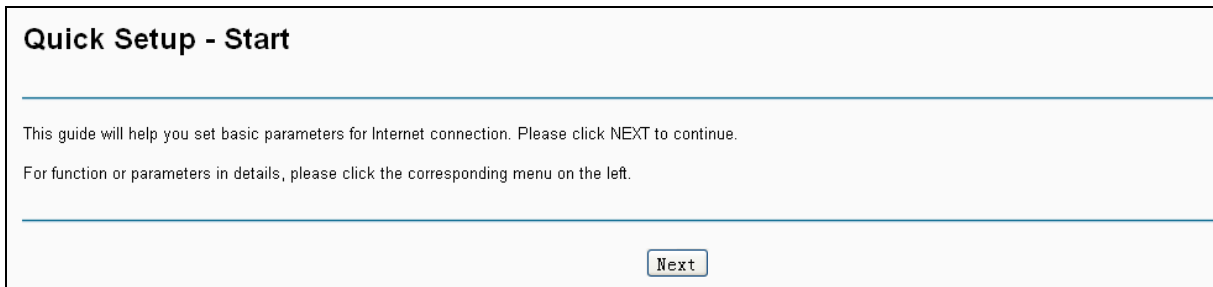 Quick Setup - Start
This guide will help you set basic parameters for Internet connection. Please click NEXT to continue.
For function or parameters in details, please click the corresponding menu on the left.
Next